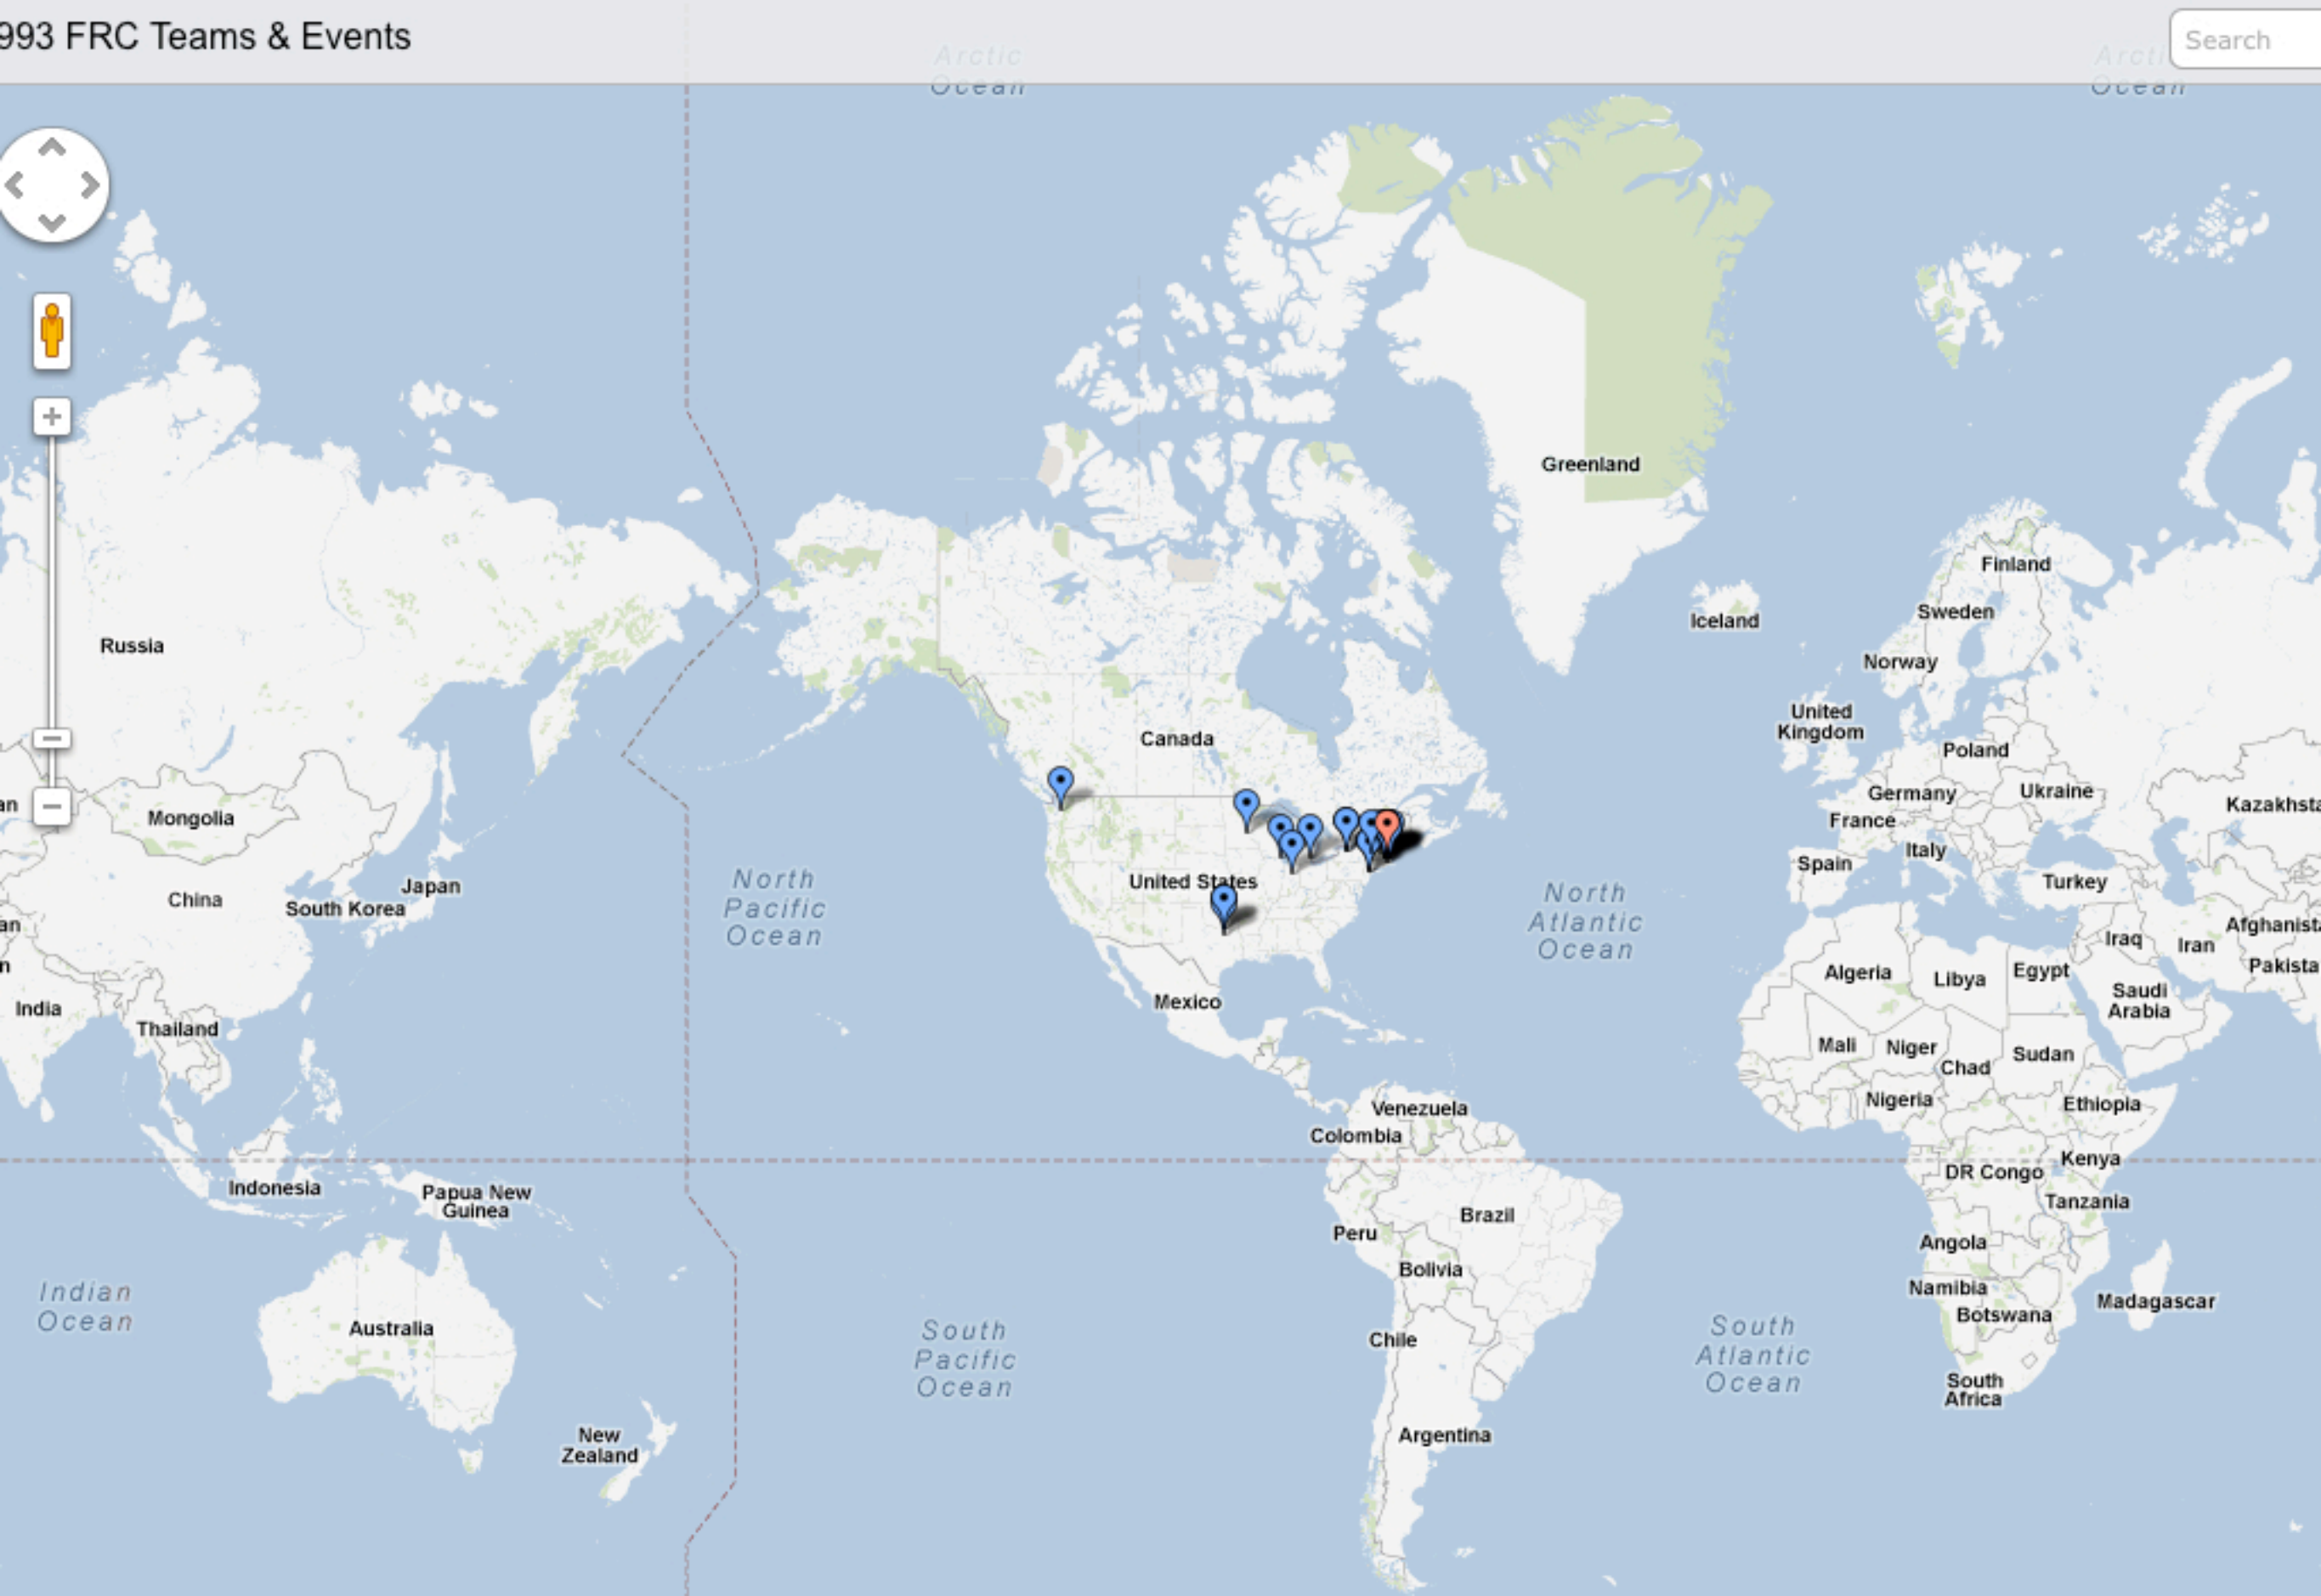 993 FRC Teams & Events
Search
Arctic
Ocean
Arcti
Ocean
Greenland
Finland
Sweden
Iceland
Norway
Russia
United
Kingdom
Poland
Canada
Germany
Ukraine
Kazakhsta
France
Mongolia
an
Italy
Spain
United States
Turkey
Japan
China
South Korea
North
Pacific
Ocean
North
Atlantic
Ocean
Afghanista
an
Iraq
Iran
Pakista
n
Algeria
Libya
Egypt
Saudi
Arabia
Mexico
India
Thailand
Mali
Niger
Chad
Sudan
Nigeria
Ethiopia
Venezuela
Colombia
Kenya
DR Congo
Indonesia
Papua New
Guinea
Tanzania
Brazil
Peru
Angola
Bolivia
Namibia
Botswana
Madagascar
Indian
Ocean
Australia
South
Pacific
Ocean
Chile
South
Atlantic
Ocean
South
Africa
New
Zealand
Argentina